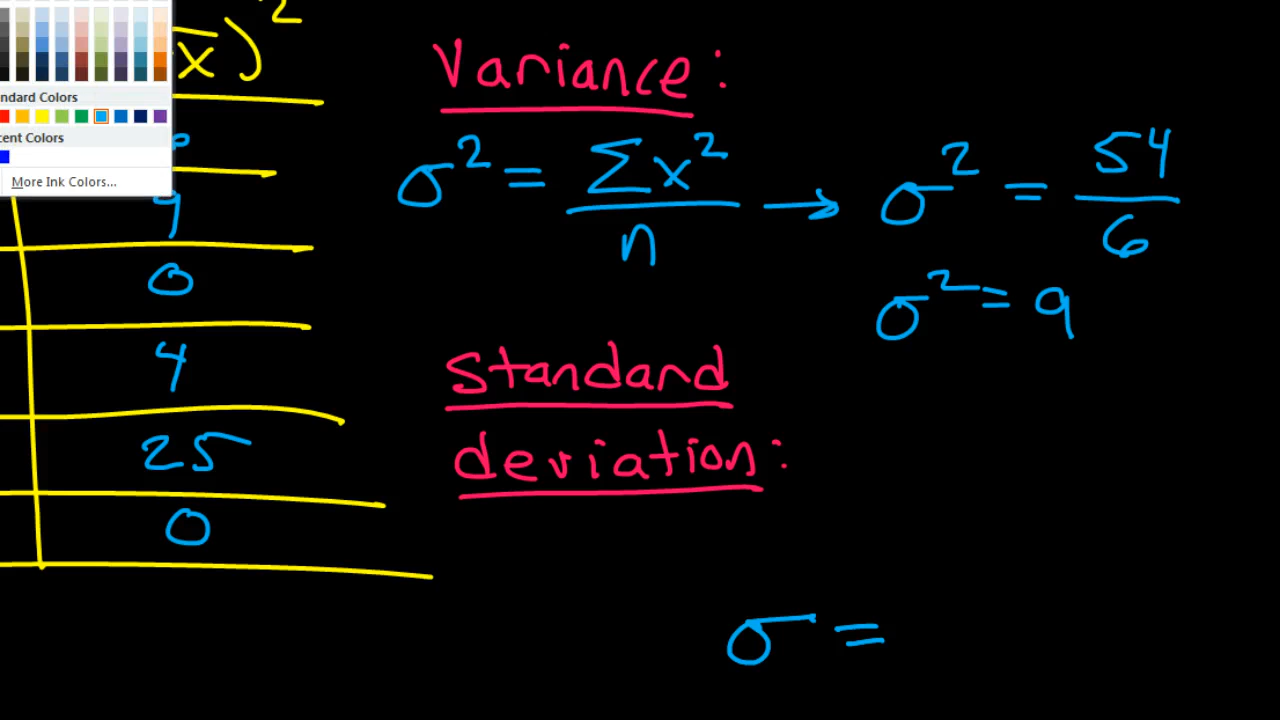 x̄)²
ndard Colors
cent Colors
More Ink Colors...
9
0
4
25
0
Variance:
σ² = Σx²/n → σ² = 54/6
σ² = 9
Standard
deviation:
σ =